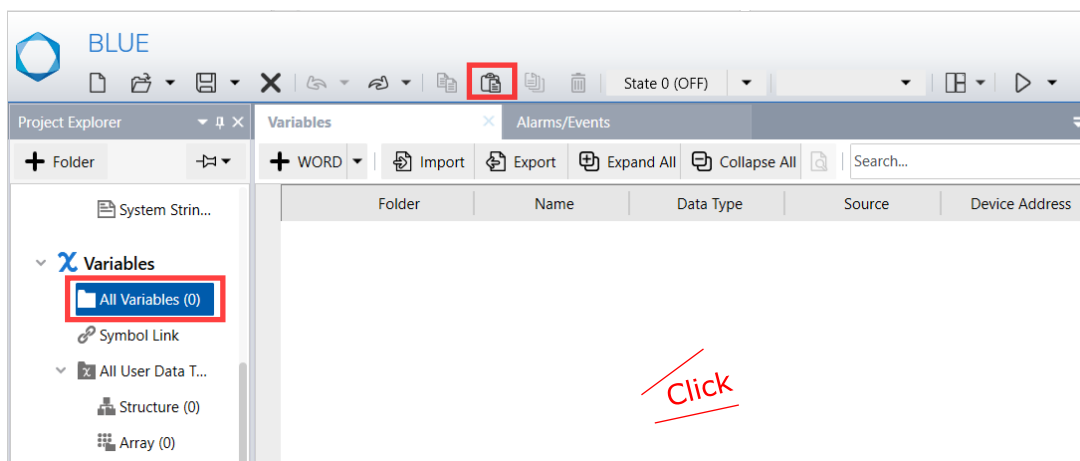 BLUE
State 0 (OFF)
Project Explorer
Variables
Alarms/Events
Folder
WORD
Import
Export
Expand All
Collapse All
Search...
Folder
Name
Data Type
Source
Device Address
System Strin...
Variables
All Variables (0)
Symbol Link
All User Data T...
Structure (0)
Array (0)
Click